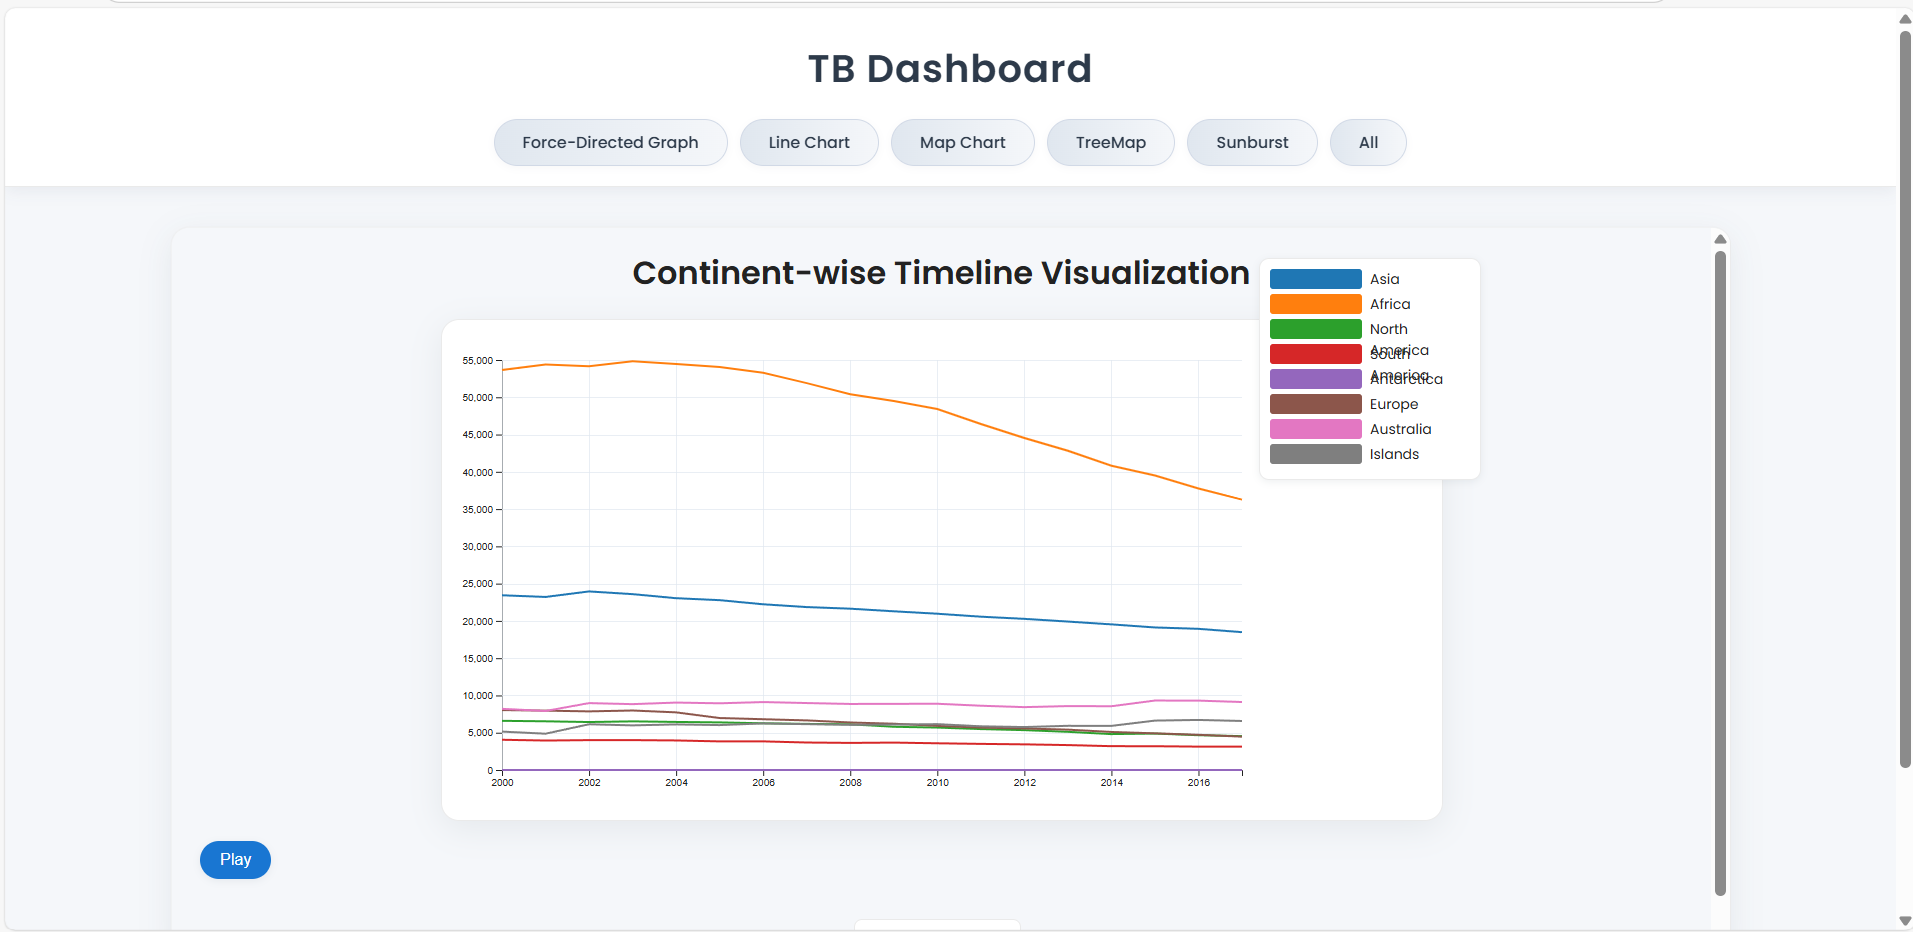 TB Dashboard
Force-Directed Graph Line Chart Map Chart TreeMap Sunburst All
Continent-wise Timeline Visualization
Asia
Africa
North
America
South
America
Antarctica
Europe
Australia
Islands
55,000
50,000
45,000
40,000
35,000
30,000
25,000
20,000
15,000
10,000
5,000
0
2000 2002 2004 2006 2008 2010 2012 2014 2016
Play